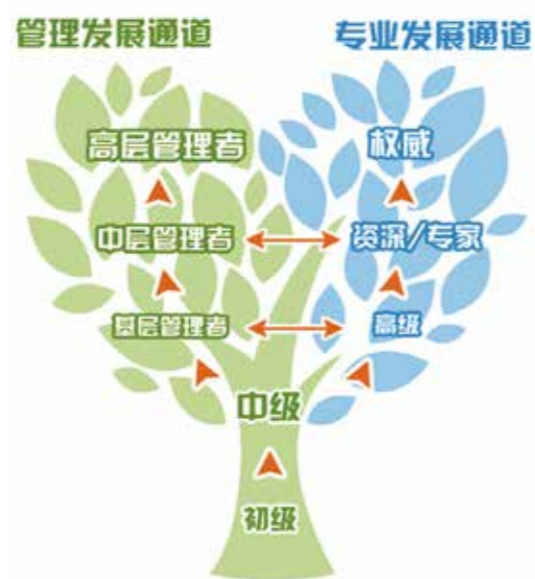 管理发展通道
专业发展通道
高层管理者
权威
中层管理者
资深/专家
基层管理者
高级
中级
初级